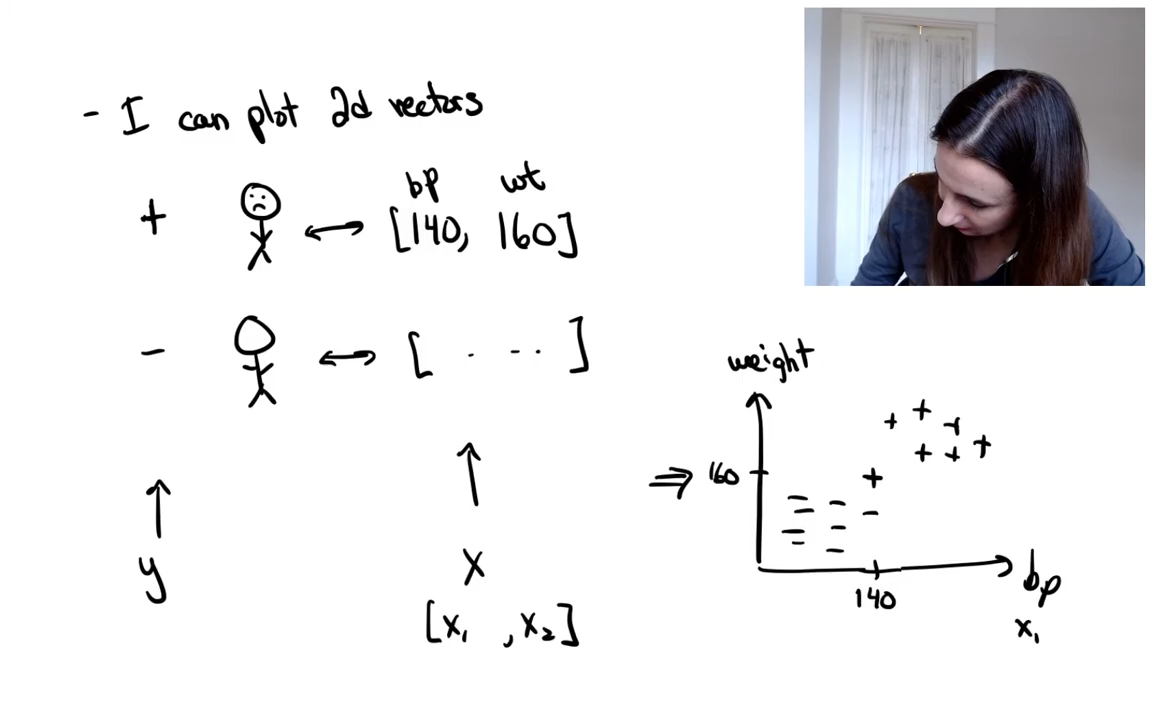 - I can plot 2d vectors
bp wt
+ [140, 160]
- [ . - . . ]
y
x
[x₁ , x₂]
weight
160
140
bp
x₁